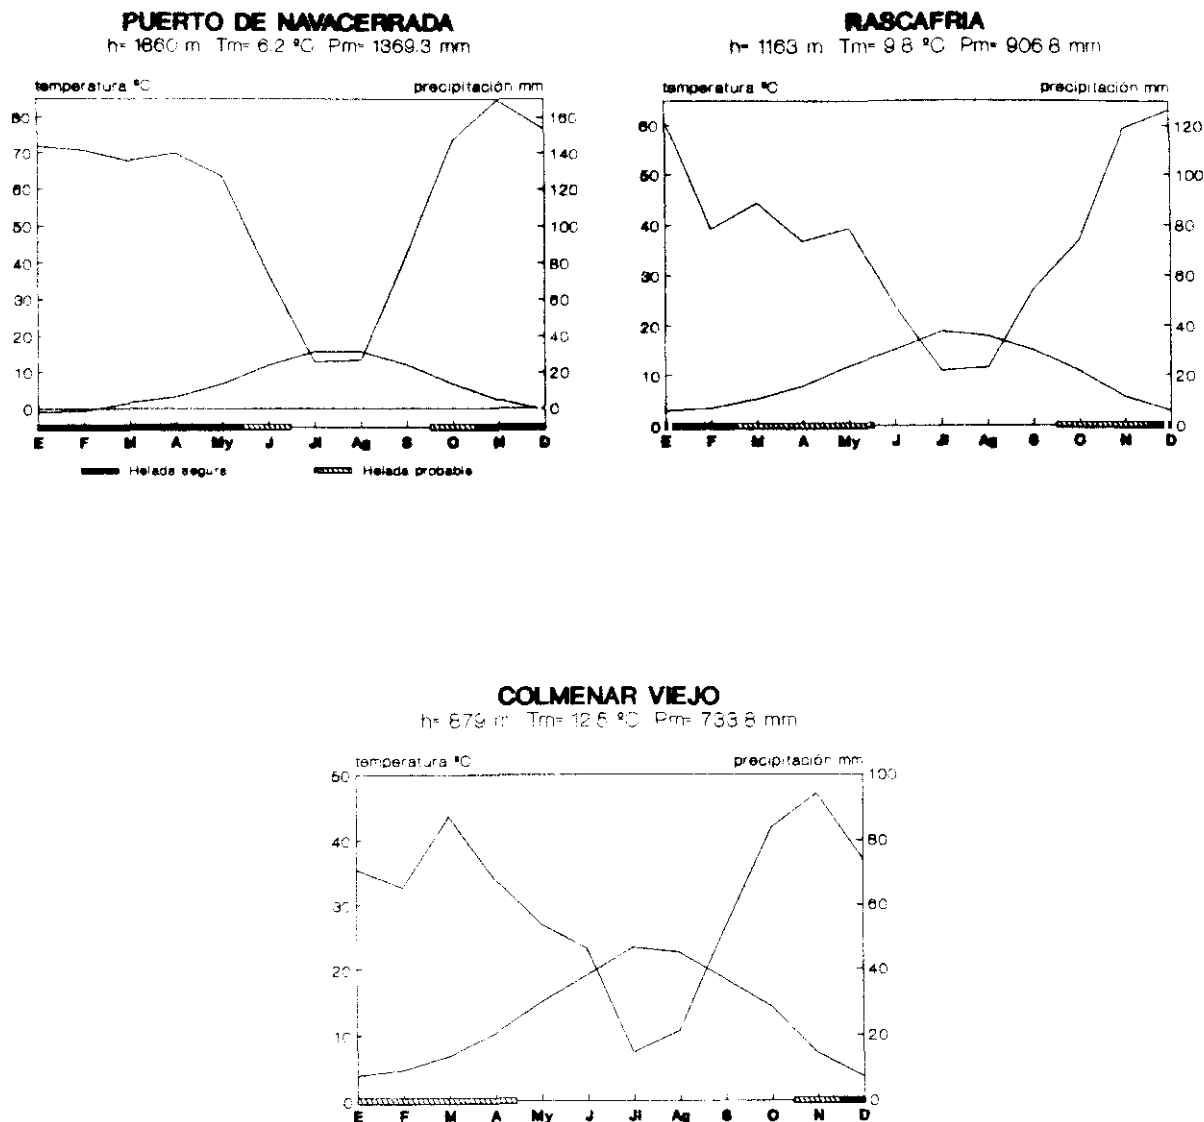 PUERTO DE NAVACERRADA
h= 1860 m Tm= 6.2 ºC Pm= 1369.3 mm
temperatura ºC precipitación mm
80 160
70 140
60 120
50 100
40 80
30 60
20 40
10 20
0 0
E F M A My J Jl Ag S O N D
Helada segura Helada probable
RASCAFRIA
h= 1163 m Tm= 9.8 ºC Pm= 906.8 mm
temperatura ºC precipitación mm
60 120
50 100
40 80
30 60
20 40
10 20
0 0
E F M A My J Jl Ag S O N D
COLMENAR VIEJO
h= 879 m Tm= ºC Pm= 733.8 mm
temperatura ºC precipitación mm
50 100
40 80
30 60
20 40
10 20
0 0
E F M A My J Jl Ag S O N D